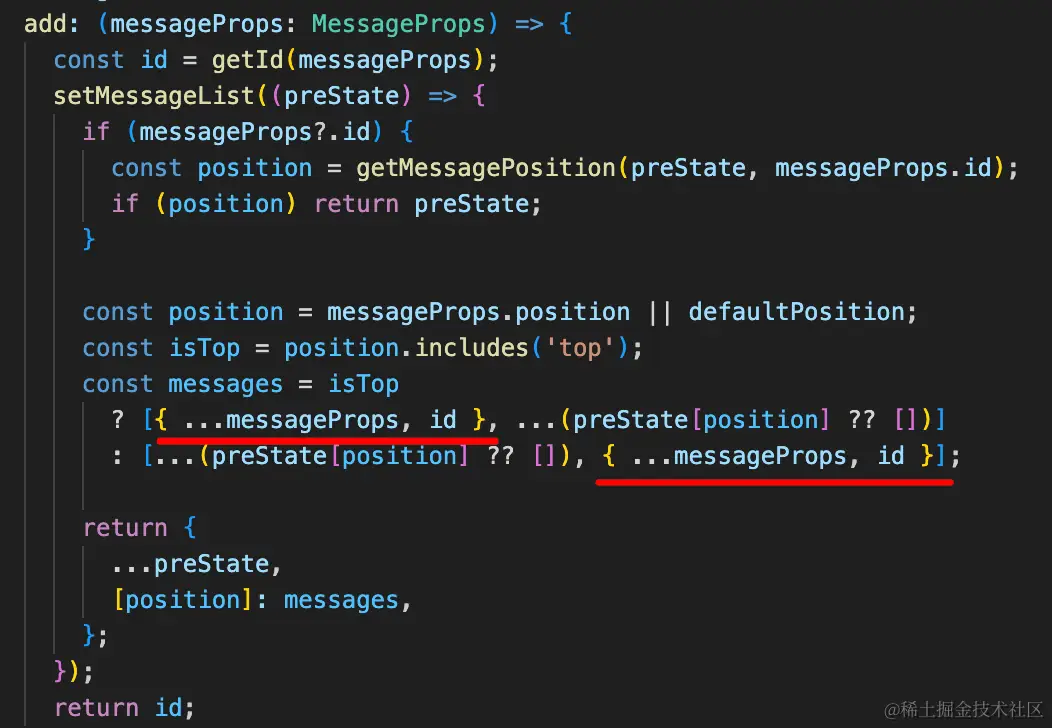 add: (messageProps: MessageProps) => {
  const id = getId(messageProps);
  setMessageList((preState) => {
    if (messageProps?.id) {
      const position = getMessagePosition(preState, messageProps.id);
      if (position) return preState;
    }

    const position = messageProps.position || defaultPosition;
    const isTop = position.includes('top');
    const messages = isTop
      ? [{ ...messageProps, id }, ...(preState[position] ?? [])]
      : [...(preState[position] ?? []), { ...messageProps, id }];

    return {
      ...preState,
      [position]: messages,
    };
  });
  return id;
@稀土掘金技术社区